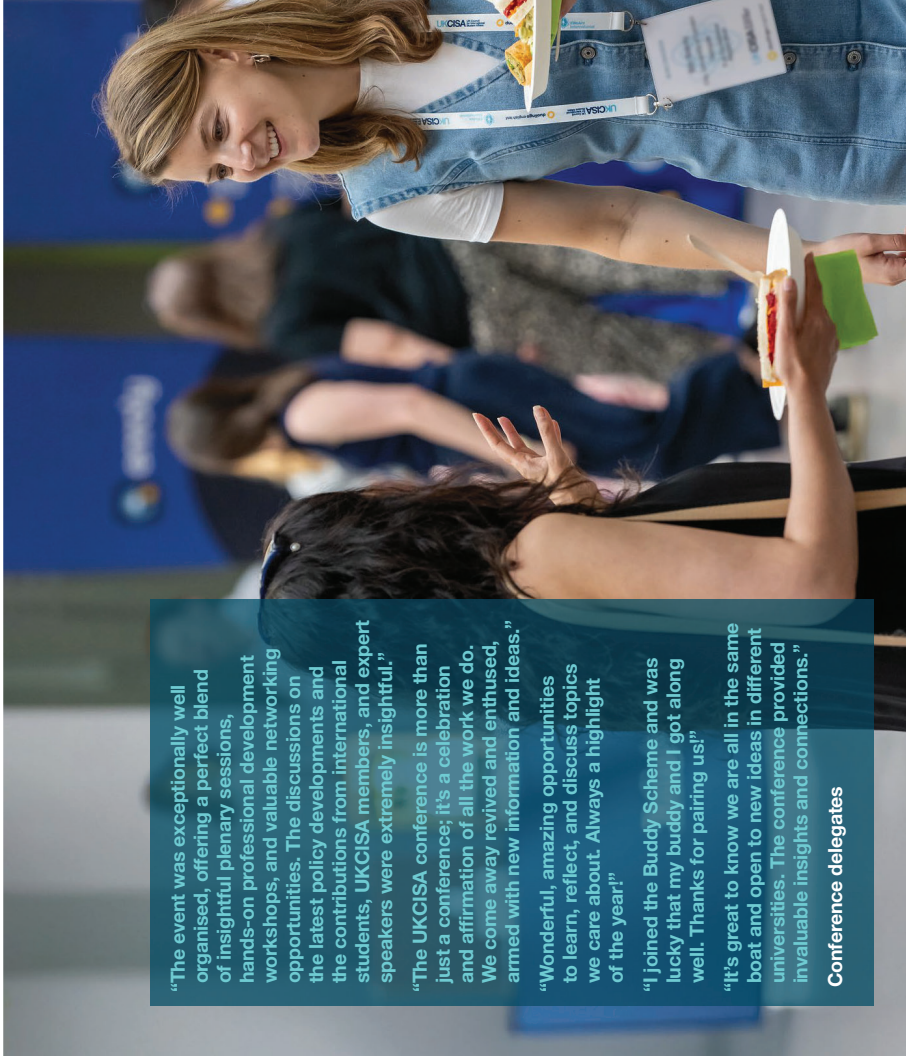 “The event was exceptionally well
organised, offering a perfect blend
of insightful plenary sessions,
hands-on professional development
workshops, and valuable networking
opportunities. The discussions on
the latest policy developments and
the contributions from international
students, UKCISA members, and expert
speakers were extremely insightful.”
“The UKCISA conference is more than
just a conference; it’s a celebration
and affirmation of all the work we do.
We come away revived and enthused,
armed with new information and ideas.”
“Wonderful, amazing opportunities
to learn, reflect, and discuss topics
we care about. Always a highlight
of the year!”
“I joined the Buddy Scheme and was
lucky that my buddy and I got along
well. Thanks for pairing us!”
“It’s great to know we are all in the same
boat and open to new ideas in different
universities. The conference provided
invaluable insights and connections.”
Conference delegates
UKCISA
UKCISA
UKCISA